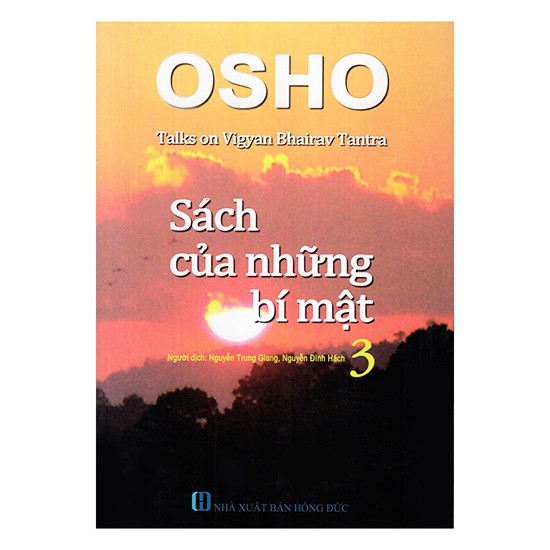 OSHO
Talks on Vigyan Bhairav Tantra
Sách
của những
bí mật
Người dịch: Nguyễn Trung Giang, Nguyễn Đình Hách 3
NHÀ XUẤT BẢN HỒNG ĐỨC